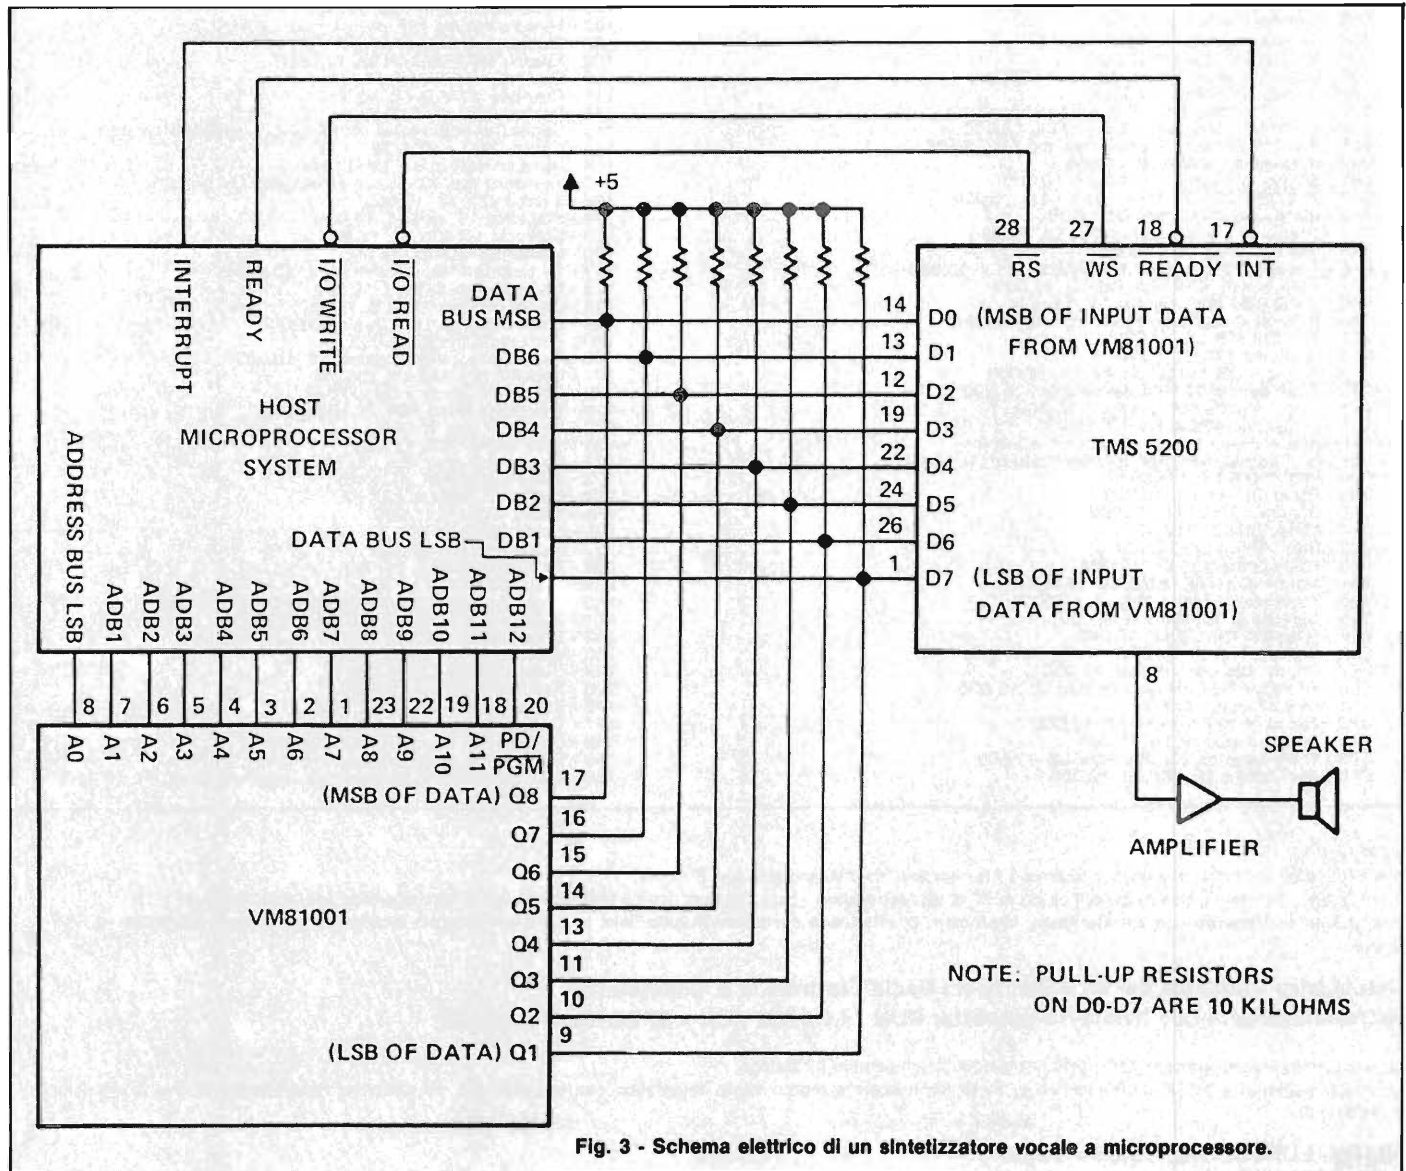 +5
28
27
18
17
RS
WS
READY
INT
INTERRUPT
READY
I/O WRITE
I/O READ
DATA
BUS MSB
DB6
DB5
DB4
DB3
DB2
DATA BUS LSB
DB1
HOST
MICROPROCESSOR
SYSTEM
14
13
12
19
22
24
26
1
D0
D1
D2
D3
D4
D5
D6
D7
(MSB OF INPUT DATA
FROM VM81001)
TMS 5200
(LSB OF INPUT
DATA FROM VM81001)
ADDRESS BUS LSB
ADB1
ADB2
ADB3
ADB4
ADB5
ADB6
ADB7
ADB8
ADB9
ADB10
ADB11
ADB12
8
7
6
5
4
3
2
1
23
22
19
18
20
A0
A1
A2
A3
A4
A5
A6
A7
A8
A9
A10
A11
PD/
PGM
17
(MSB OF DATA) Q8
16
Q7
15
Q6
14
Q5
13
Q4
11
Q3
10
Q2
9
(LSB OF DATA) Q1
VM81001
8
SPEAKER
AMPLIFIER
NOTE: PULL-UP RESISTORS
ON D0-D7 ARE 10 KILOHMS
Fig. 3 - Schema elettrico di un sintetizzatore vocale a microprocessore.